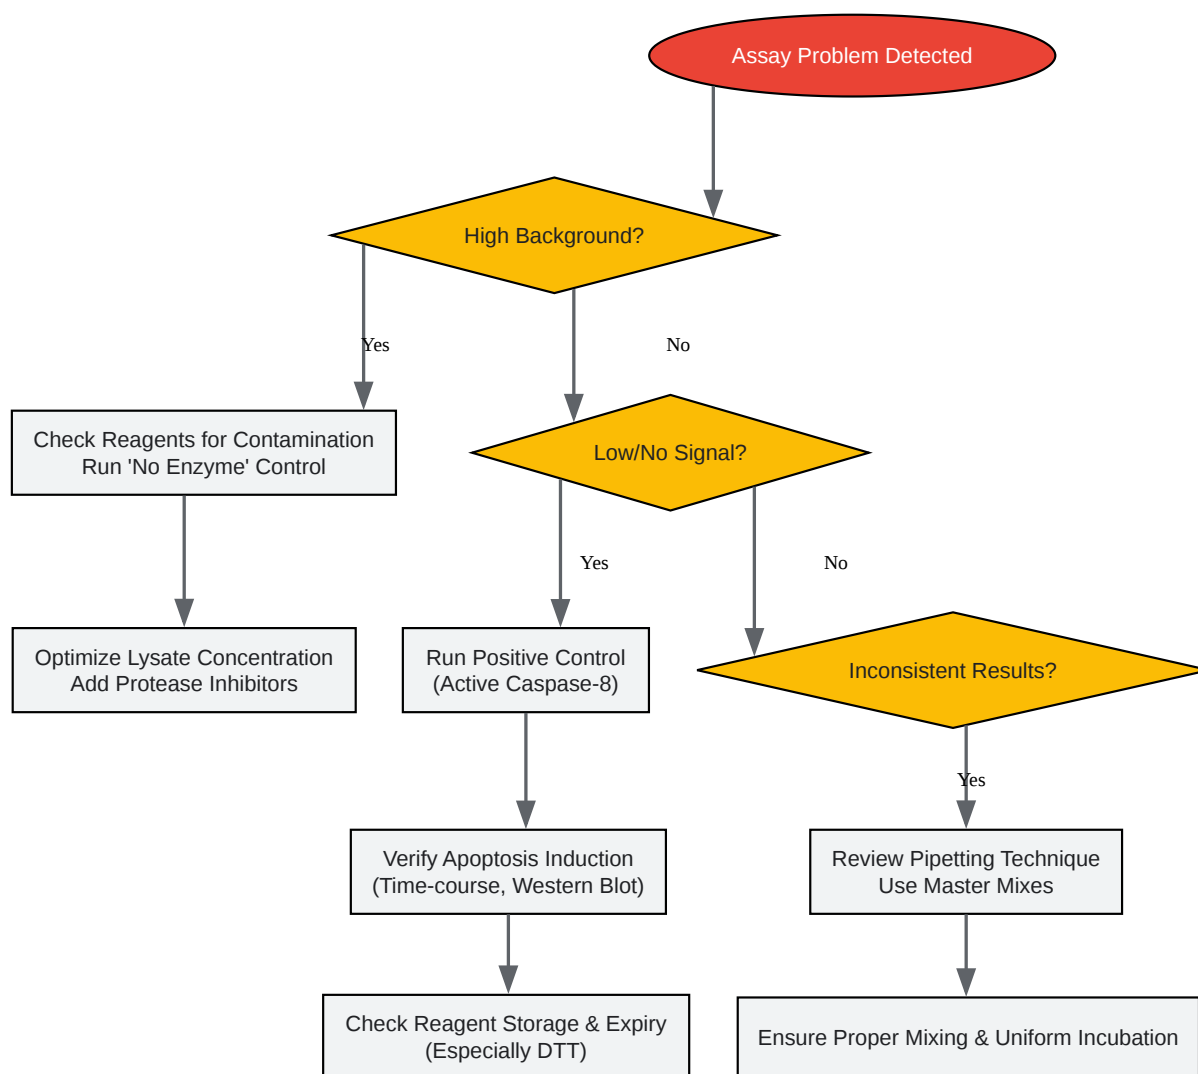 Assay Problem Detected
High Background?
Yes
No
Check Reagents for Contamination
Run 'No Enzyme' Control
Low/No Signal?
Yes
No
Optimize Lysate Concentration
Add Protease Inhibitors
Run Positive Control
(Active Caspase-8)
Inconsistent Results?
Yes
Verify Apoptosis Induction
(Time-course, Western Blot)
Review Pipetting Technique
Use Master Mixes
Check Reagent Storage & Expiry
(Especially DTT)
Ensure Proper Mixing & Uniform Incubation